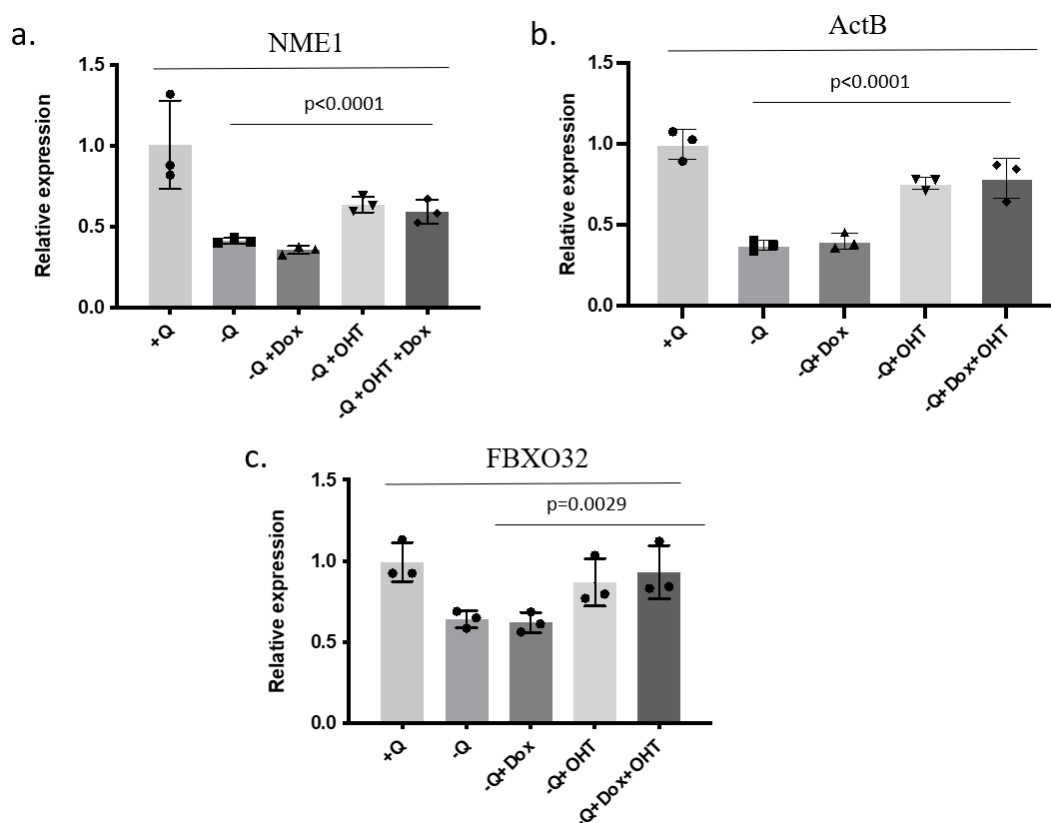 a.
NME1
p<0.0001
Relative expression
1.5
1.0
0.5
0.0
+Q
-Q
-Q +Dox
-Q +OHT
-Q +OHT +Dox
b.
ActB
p<0.0001
Relative expression
1.5
1.0
0.5
0.0
+Q
-Q
-Q+Dox
-Q+OHT
-Q+Dox+OHT
c.
FBXO32
p=0.0029
Relative expression
1.5
1.0
0.5
0.0
+Q
-Q
-Q+Dox
-Q+OHT
-Q+Dox+OHT